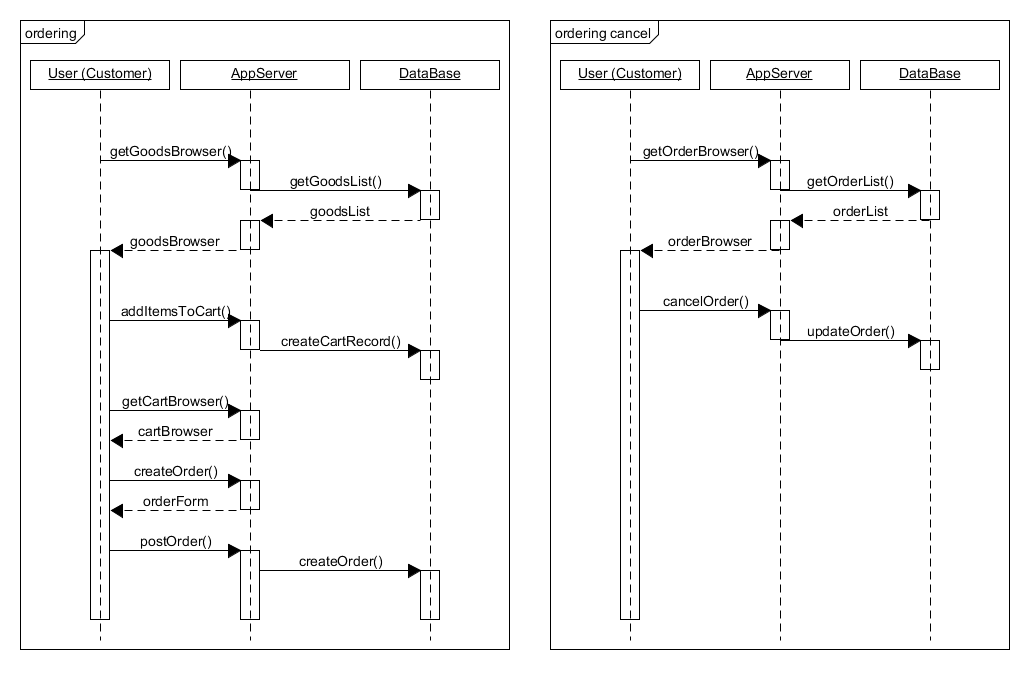 ordering
User (Customer)
AppServer
DataBase
getGoodsBrowser()
getGoodsList()
goodsList
goodsBrowser
addItemsToCart()
createCartRecord()
getCartBrowser()
cartBrowser
createOrder()
orderForm
postOrder()
createOrder()
ordering cancel
User (Customer)
AppServer
DataBase
getOrderBrowser()
getOrderList()
orderList
orderBrowser
cancelOrder()
updateOrder()